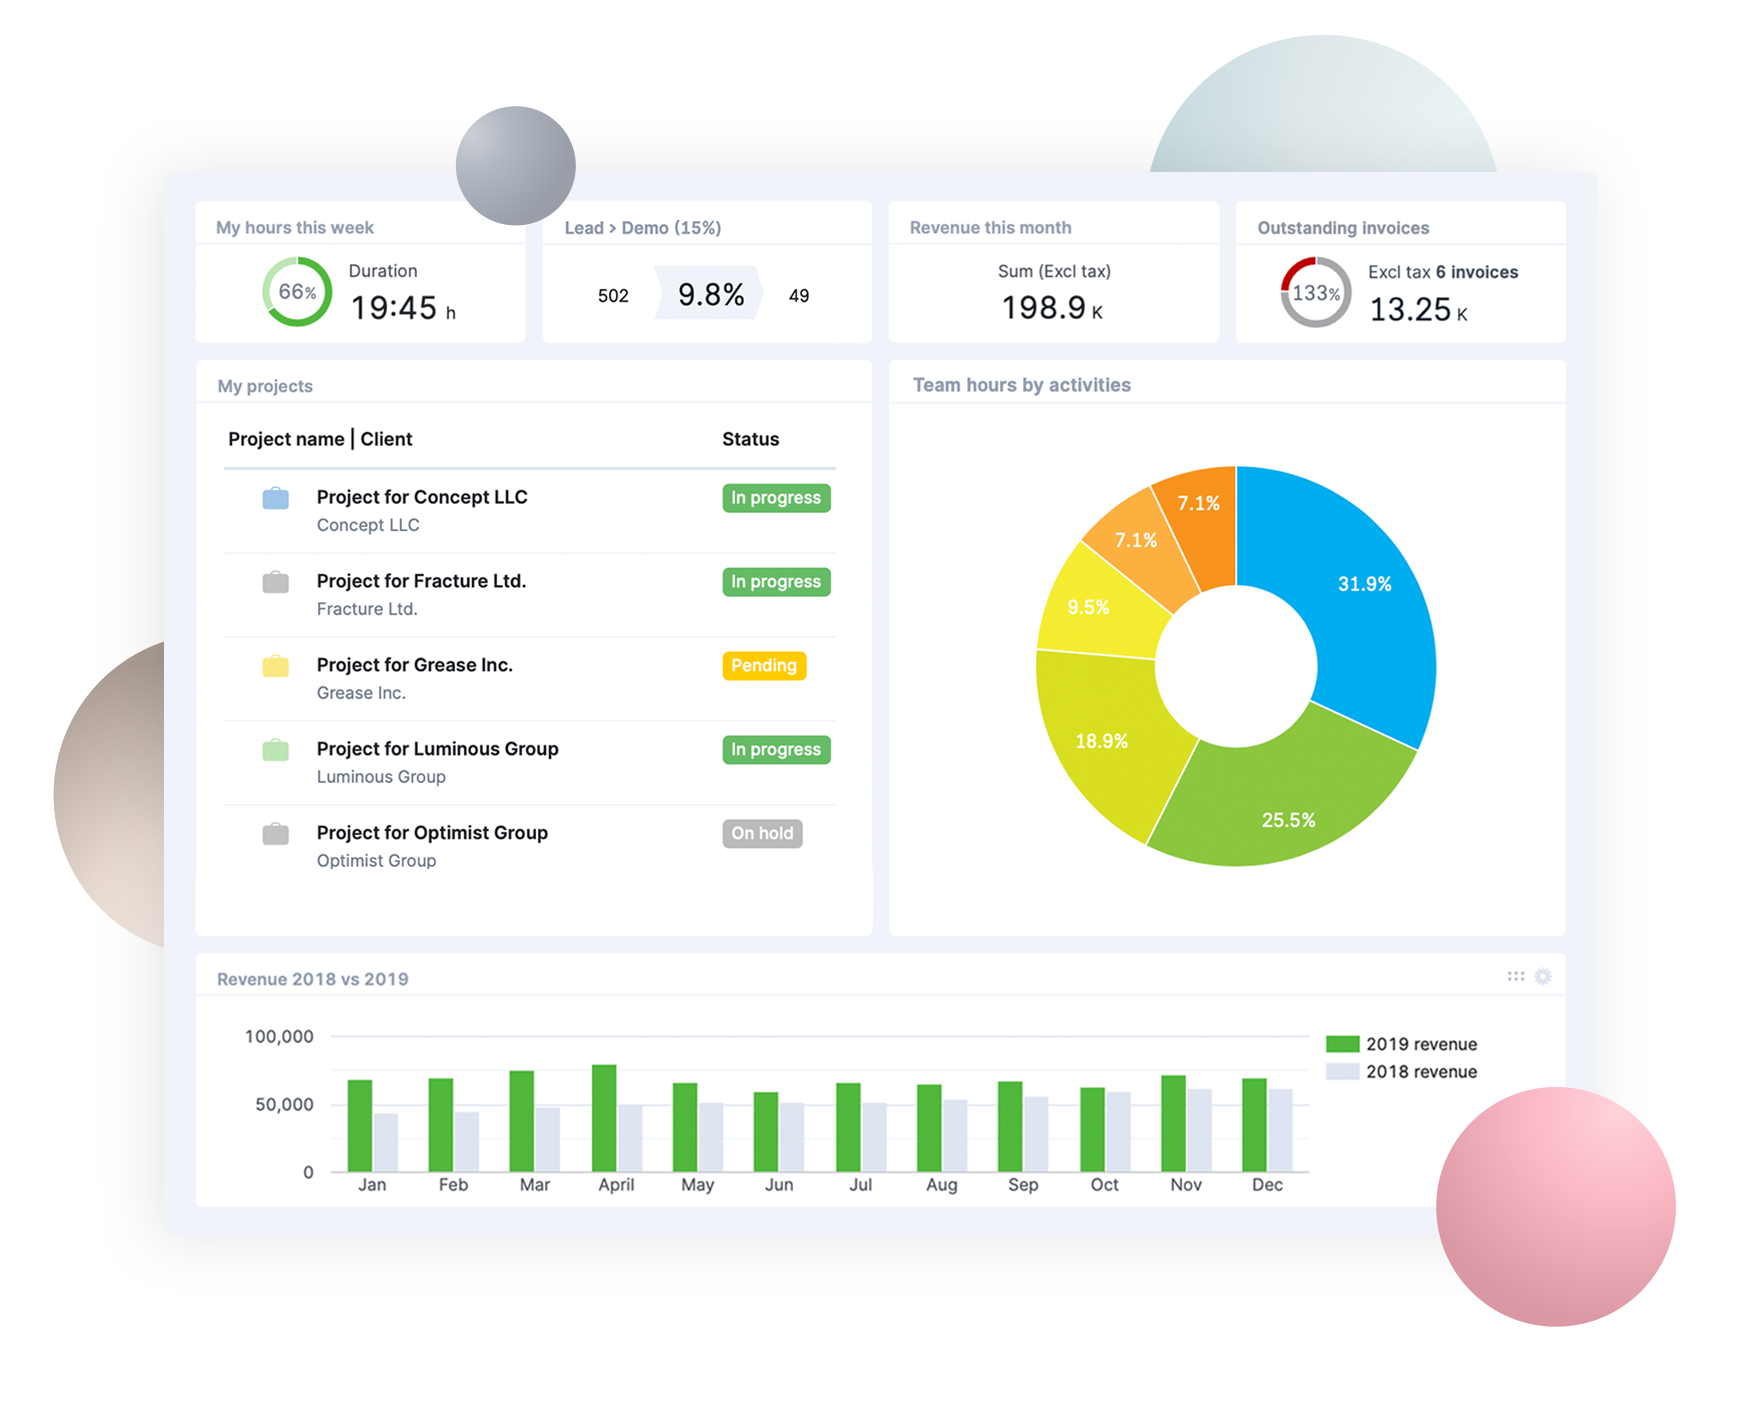 My hours this week
66%
Duration
19:45 h
Lead > Demo (15%)
502
9.8%
49
Revenue this month
Sum (Excl tax)
198.9 K
Outstanding invoices
133%
Excl tax 6 invoices
13.25 K
My projects
Project name | Client
Status
Project for Concept LLC
Concept LLC
In progress
Project for Fracture Ltd.
Fracture Ltd.
In progress
Project for Grease Inc.
Grease Inc.
Pending
Project for Luminous Group
Luminous Group
In progress
Project for Optimist Group
Optimist Group
On hold
Team hours by activities
7.1%
7.1%
31.9%
9.5%
18.9%
25.5%
Revenue 2018 vs 2019
100,000
50,000
0
Jan Feb Mar April May Jun Jul Aug Sep Oct Nov Dec
2019 revenue
2018 revenue